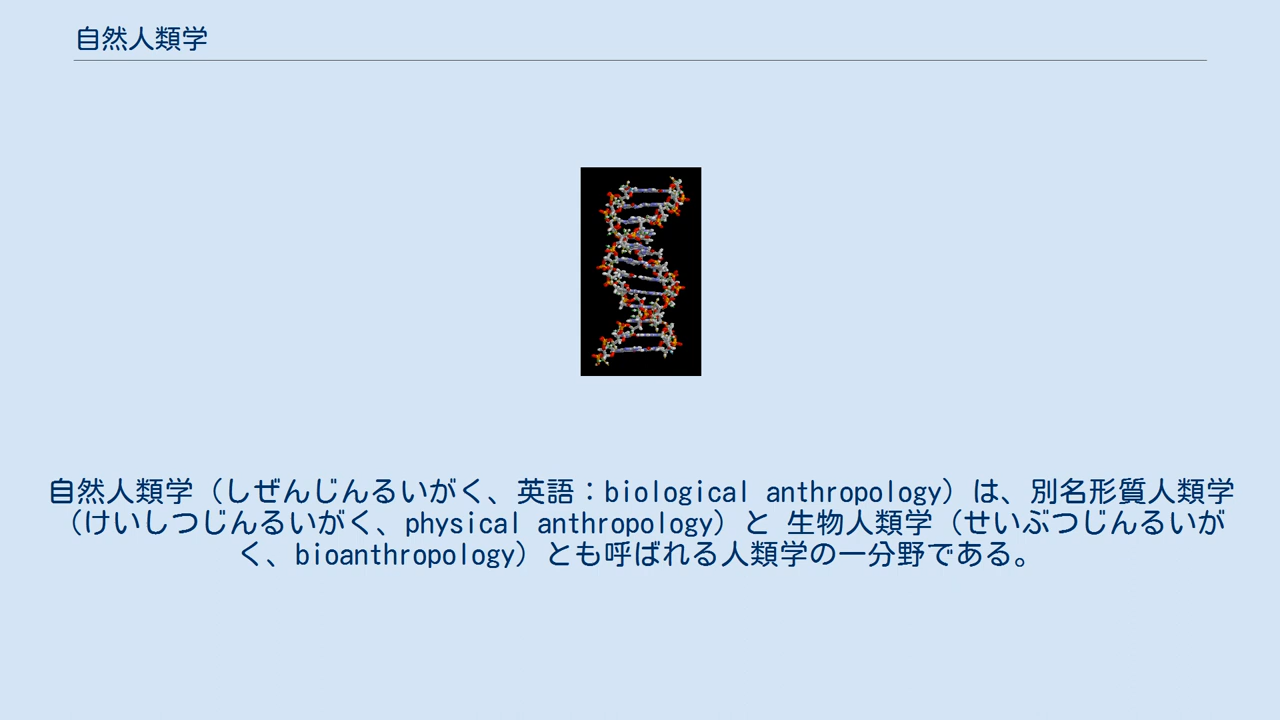 自然人類学
自然人類学（しぜんじんるいがく、英語：biological anthropology）は、別名形質人類学
（けいしつじんるいがく、physical anthropology）と 生物人類学（せいぶつじんるいが
く、bioanthropology）とも呼ばれる人類学の一分野である。